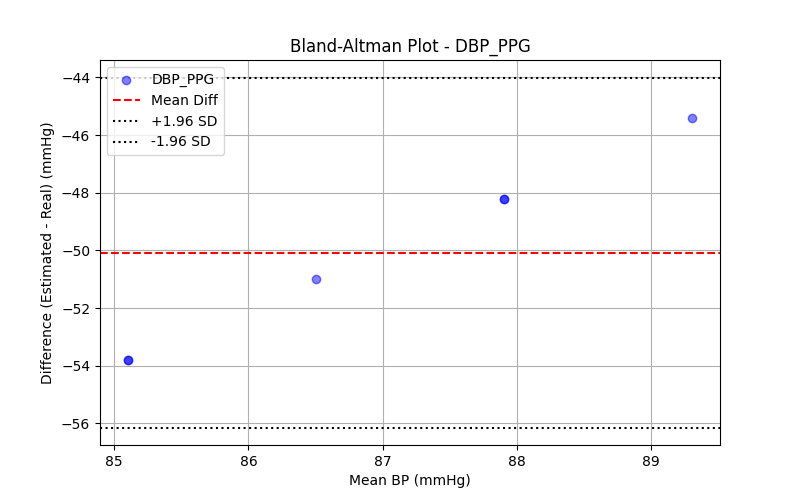 Bland-Altman Plot - DBP_PPG
DBP_PPG
Mean Diff
+1.96 SD
-1.96 SD
Difference (Estimated - Real) (mmHg)
−44
−46
−48
−50
−52
−54
−56
85
86
87
88
89
Mean BP (mmHg)